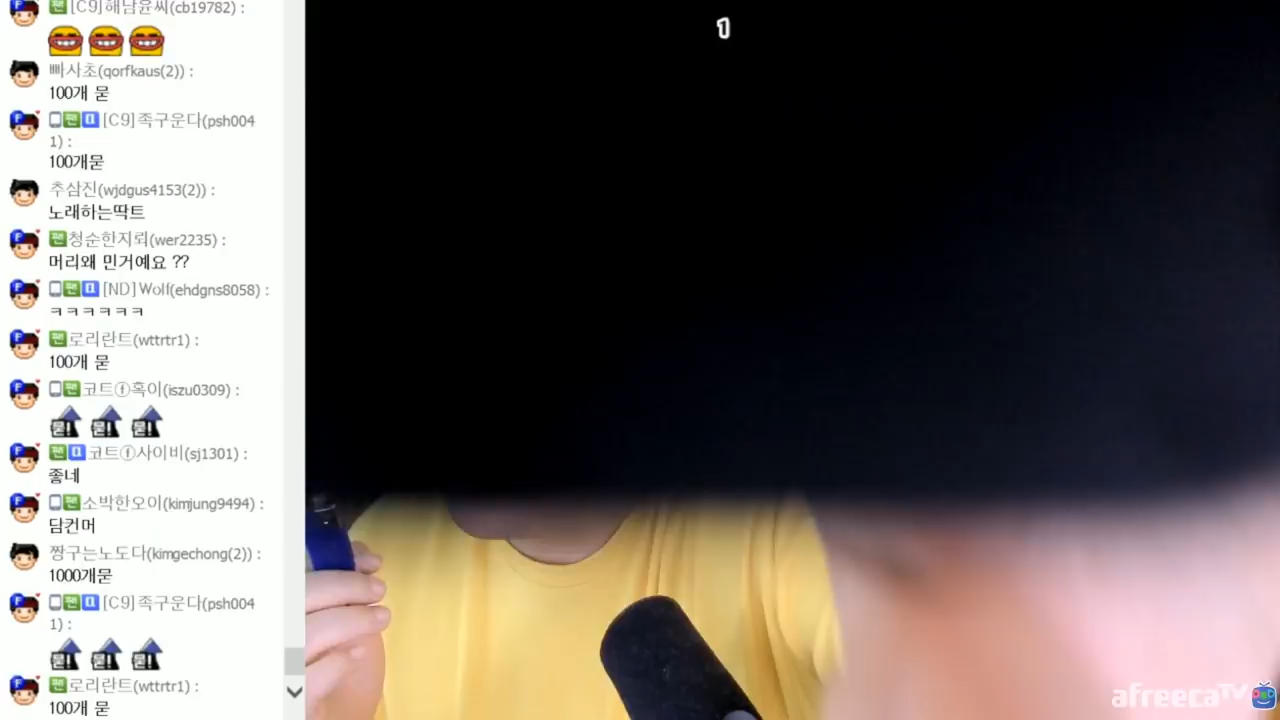 [C9]해남윤씨(cb19782) :
빠사초(qorfkaus(2)) :
100개 묻
[C9]족구운다(psh004
1) :
100개묻
추삼진(wjdgus4153(2)) :
노래하는딱트
청순한지뢰(wer2235) :
머리왜 민거예요 ??
[ND]Wolf(ehdgns8058) :
ㅋㅋㅋㅋㅋㅋ
로리란트(wttrtr1) :
100개 묻
코트ⓕ혹이(iszu0309) :
코트ⓕ사이비(sj1301) :
좋네
소박한오이(kimjung9494) :
담컨머
짱구는노도다(kimgechong(2)) :
1000개묻
[C9]족구운다(psh004
1) :
로리란트(wttrtr1) :
100개 묻
1
afreecaTV